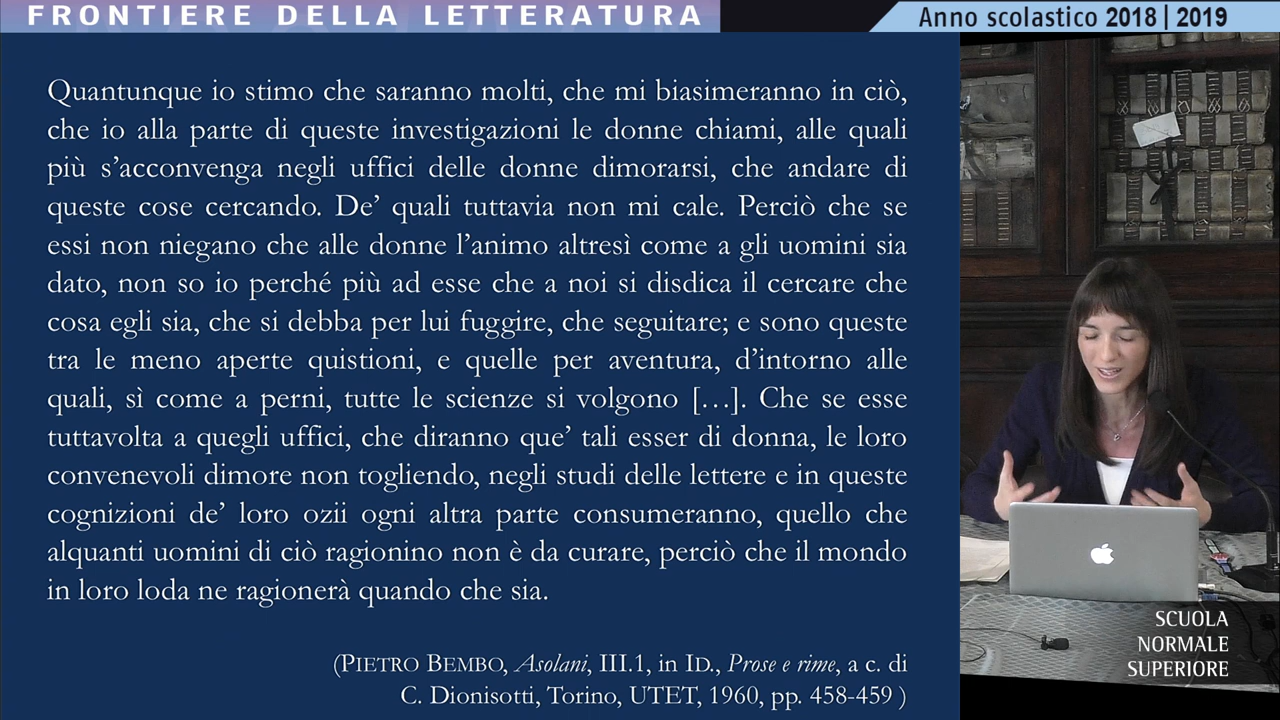 FRONTIERE DELLA LETTERATURA
Anno scolastico 2018 | 2019
Quantunque io stimo che saranno molti, che mi biasimeranno in ciò,
che io alla parte di queste investigazioni le donne chiami, alle quali
più s’acconvenga negli uffici delle donne dimorarsi, che andare di
queste cose cercando. De’ quali tuttavia non mi cale. Perciò che se
essi non niegano che alle donne l’animo altresì come a gli uomini sia
dato, non so io perché più ad esse che a noi si disdica il cercare che
cosa egli sia, che si debba per lui fuggire, che seguitare; e sono queste
tra le meno aperte quistioni, e quelle per aventura, d’intorno alle
quali, sì come a perni, tutte le scienze si volgono […]. Che se esse
tuttavolta a quegli uffici, che diranno que’ tali esser di donna, le loro
convenevoli dimore non togliendo, negli studi delle lettere e in queste
cognizioni de’ loro ozii ogni altra parte consumeranno, quello che
alquanti uomini di ciò ragionino non è da curare, perciò che il mondo
in loro loda ne ragionerà quando che sia.
(PIETRO BEMBO, Asolani, III.1, in ID., Prose e rime, a c. di
C. Dionisotti, Torino, UTET, 1960, pp. 458-459 )
SCUOLA
NORMALE
SUPERIORE